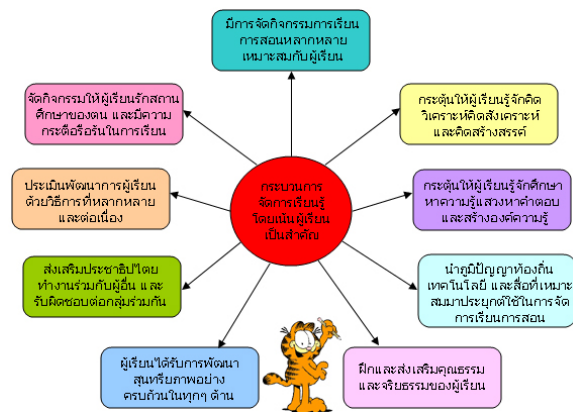 มีการจัดกิจกรรมการเรียน
การสอนหลากหลาย
เหมาะสมกับผู้เรียน
จัดกิจกรรมให้ผู้เรียนรักสถาน
ศึกษาของตน และมีความ
กระตือรือร้นในการเรียน
กระตุ้นให้ผู้เรียนรู้จักคิด
วิเคราะห์คิดสังเคราะห์
และคิดสร้างสรรค์
ประเมินพัฒนาการผู้เรียน
ด้วยวิธีการที่หลากหลาย
และต่อเนื่อง
กระบวนการ
จัดการเรียนรู้
โดยเน้นผู้เรียน
เป็นสำคัญ
กระตุ้นให้ผู้เรียนรู้จักศึกษา
หาความรู้แสวงหาคำตอบ
และสร้างองค์ความรู้
ส่งเสริมประชาธิปไตย
ทำงานร่วมกับผู้อื่น และ
รับผิดชอบต่อกลุ่มร่วมกัน
นำภูมิปัญญาท้องถิ่น
เทคโนโลยี และสื่อที่เหมาะ
สมมาประยุกต์ใช้ในการจัด
การเรียนการสอน
ผู้เรียนได้รับการพัฒนา
สุนทรียภาพอย่าง
ครบถ้วนในทุกๆ ด้าน
ฝึกและส่งเสริมคุณธรรม
และจริยธรรมของผู้เรียน